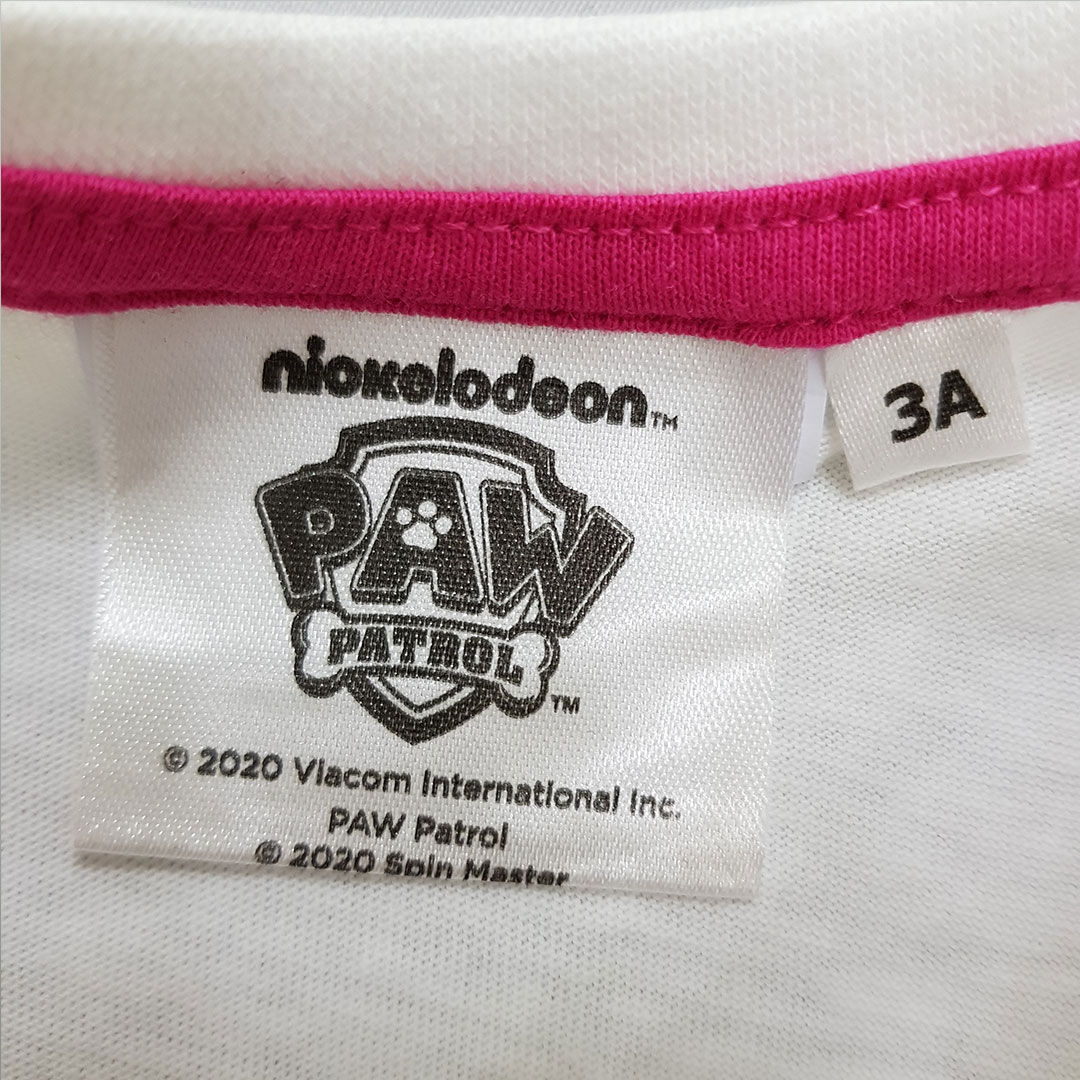 nickelodeon™
3A
PAW
PATROL
™
© 2020 Viacom International Inc.
PAW Patrol
© 2020 Spin Master